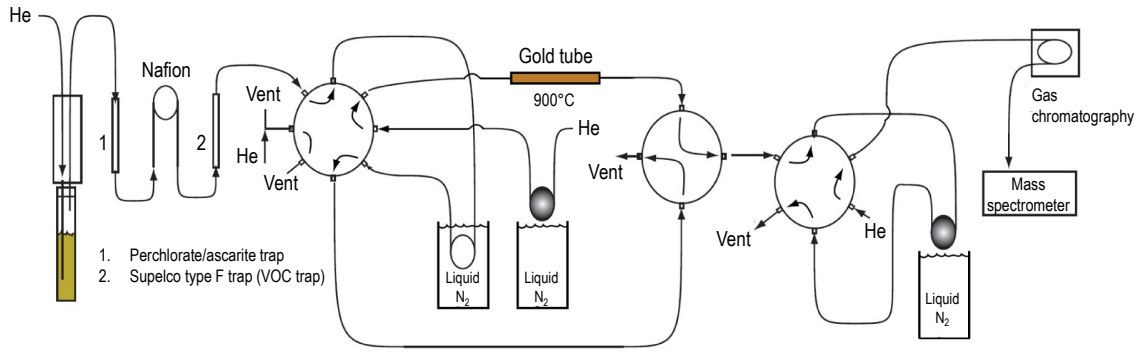 He
Nafion
1
2
Vent
He
Vent
Gold tube
900°C
He
Vent
Liquid
N₂
Liquid
N₂
Vent
He
Liquid
N₂
Gas
chromatography
Mass
spectrometer
1. Perchlorate/ascarite trap
2. Supelco type F trap (VOC trap)